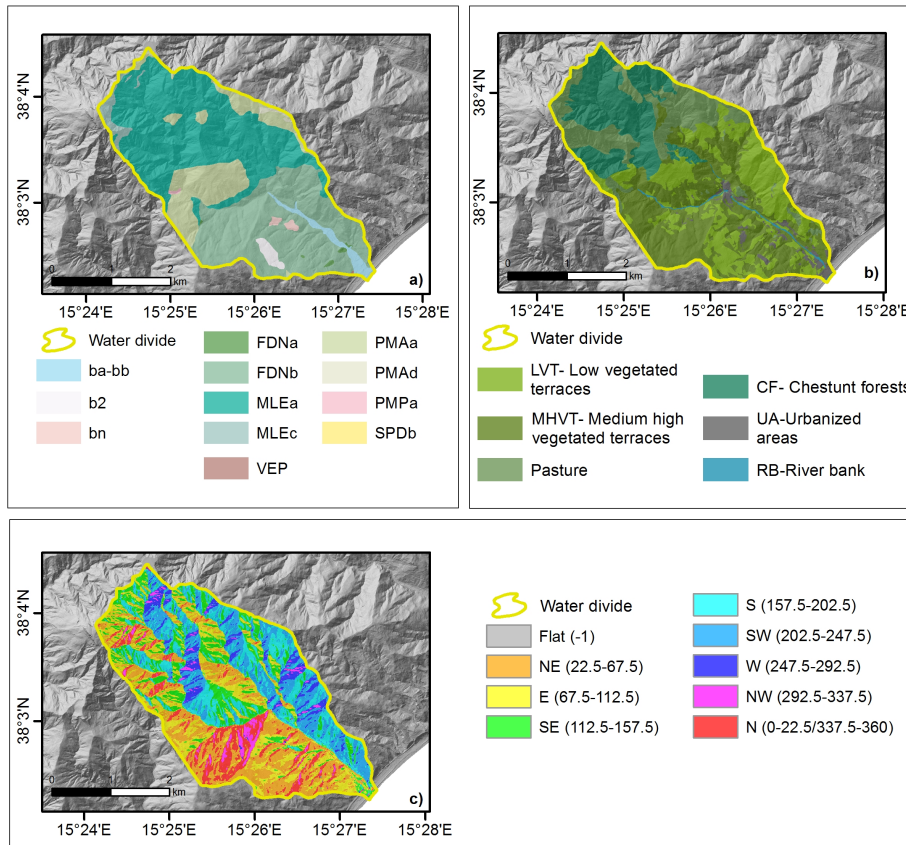 38°4'N
38°3'N
0 1 2
km
a)
15°24'E 15°25'E 15°26'E 15°27'E 15°28'E
Water divide
ba-bb
b2
bn
FDNa
FDNb
MLEa
MLEc
VEP
PMAa
PMAd
PMPa
SPDb
38°4'N
38°3'N
0 1 2
km
b)
15°24'E 15°25'E 15°26'E 15°27'E 15°28'E
Water divide
LVT- Low vegetated
terraces
MHVT- Medium high
vegetated terraces
Pasture
CF- Chestunt forests
UA-Urbanized
areas
RB-River bank
38°4'N
38°3'N
0 1 2
km
c)
15°24'E 15°25'E 15°26'E 15°27'E 15°28'E
Water divide
Flat (-1)
NE (22.5-67.5)
E (67.5-112.5)
SE (112.5-157.5)
S (157.5-202.5)
SW (202.5-247.5)
W (247.5-292.5)
NW (292.5-337.5)
N (0-22.5/337.5-360)